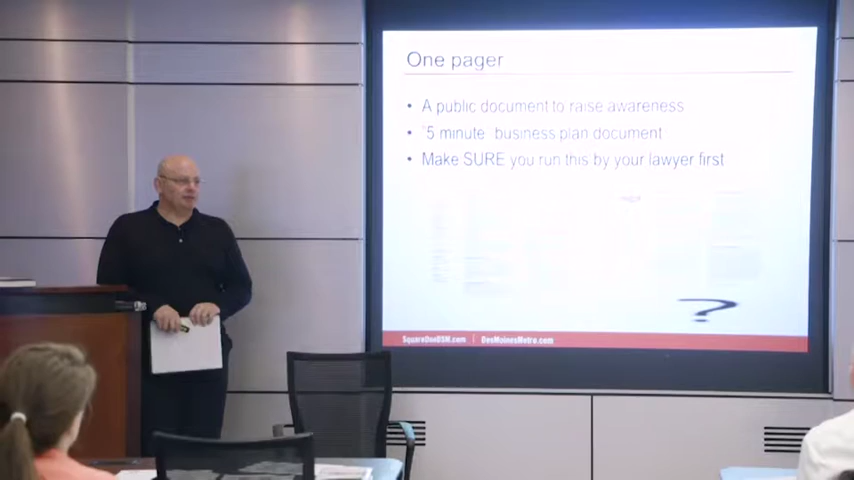 One pager
• A public document to raise awareness
• "5 minute business plan document
• Make SURE you run this by your lawyer first
?
SquareOneDSM.com | DesMoinesMetro.com